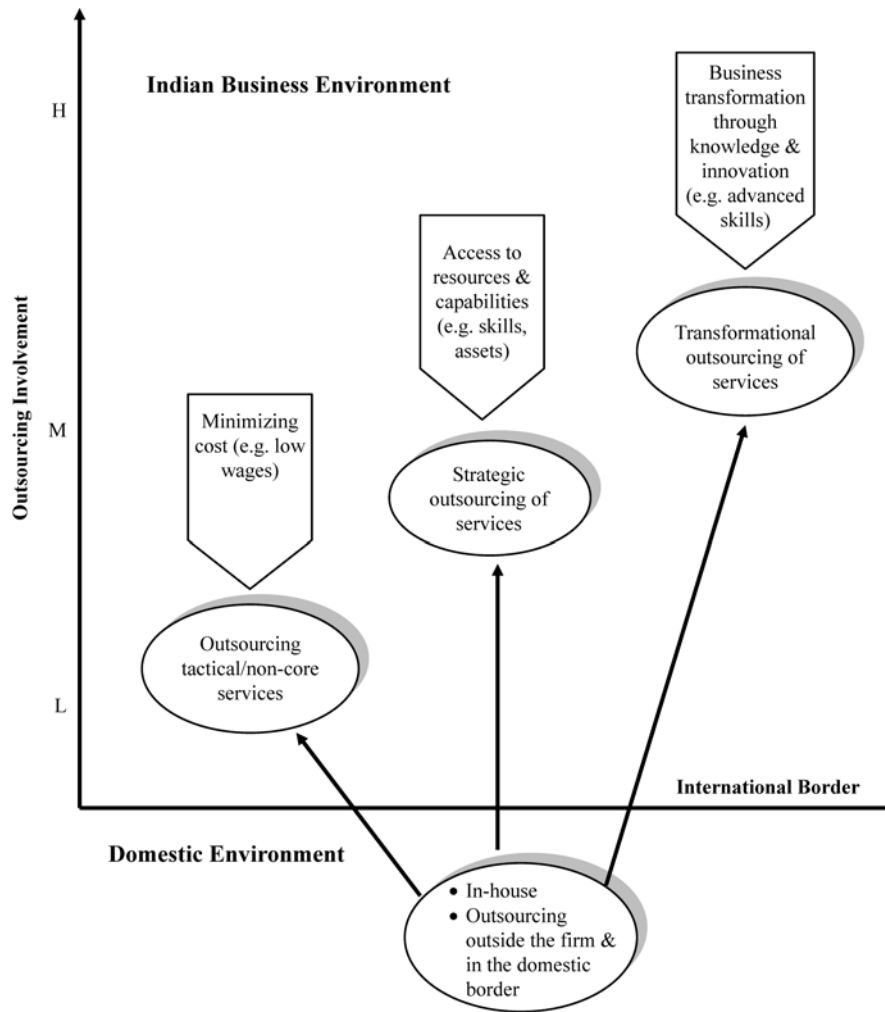 Indian Business Environment
Business
transformation
through
knowledge &
innovation
(e.g. advanced
skills)
H
Access to
resources &
capabilities
(e.g. skills,
assets)
Transformational
outsourcing of
services
Outsourcing Involvement
M
Minimizing
cost (e.g. low
wages)
Strategic
outsourcing of
services
Outsourcing
tactical/non-core
services
L
International Border
Domestic Environment
• In-house
• Outsourcing
outside the firm &
in the domestic
border